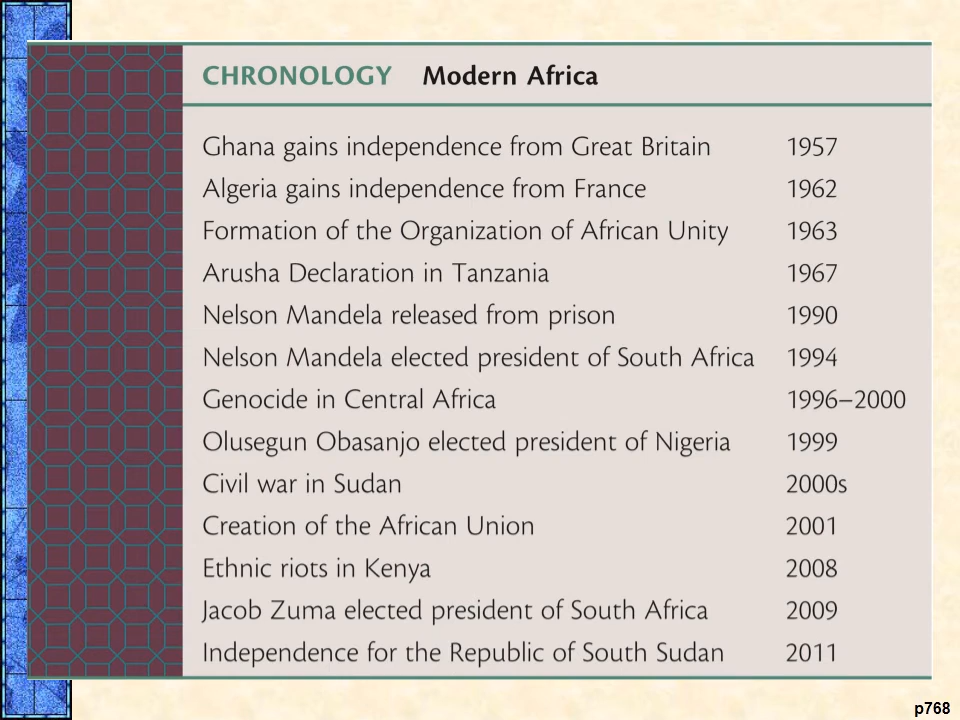 CHRONOLOGY Modern Africa
Ghana gains independence from Great Britain 1957
Algeria gains independence from France 1962
Formation of the Organization of African Unity 1963
Arusha Declaration in Tanzania 1967
Nelson Mandela released from prison 1990
Nelson Mandela elected president of South Africa 1994
Genocide in Central Africa 1996–2000
Olusegun Obasanjo elected president of Nigeria 1999
Civil war in Sudan 2000s
Creation of the African Union 2001
Ethnic riots in Kenya 2008
Jacob Zuma elected president of South Africa 2009
Independence for the Republic of South Sudan 2011
p768